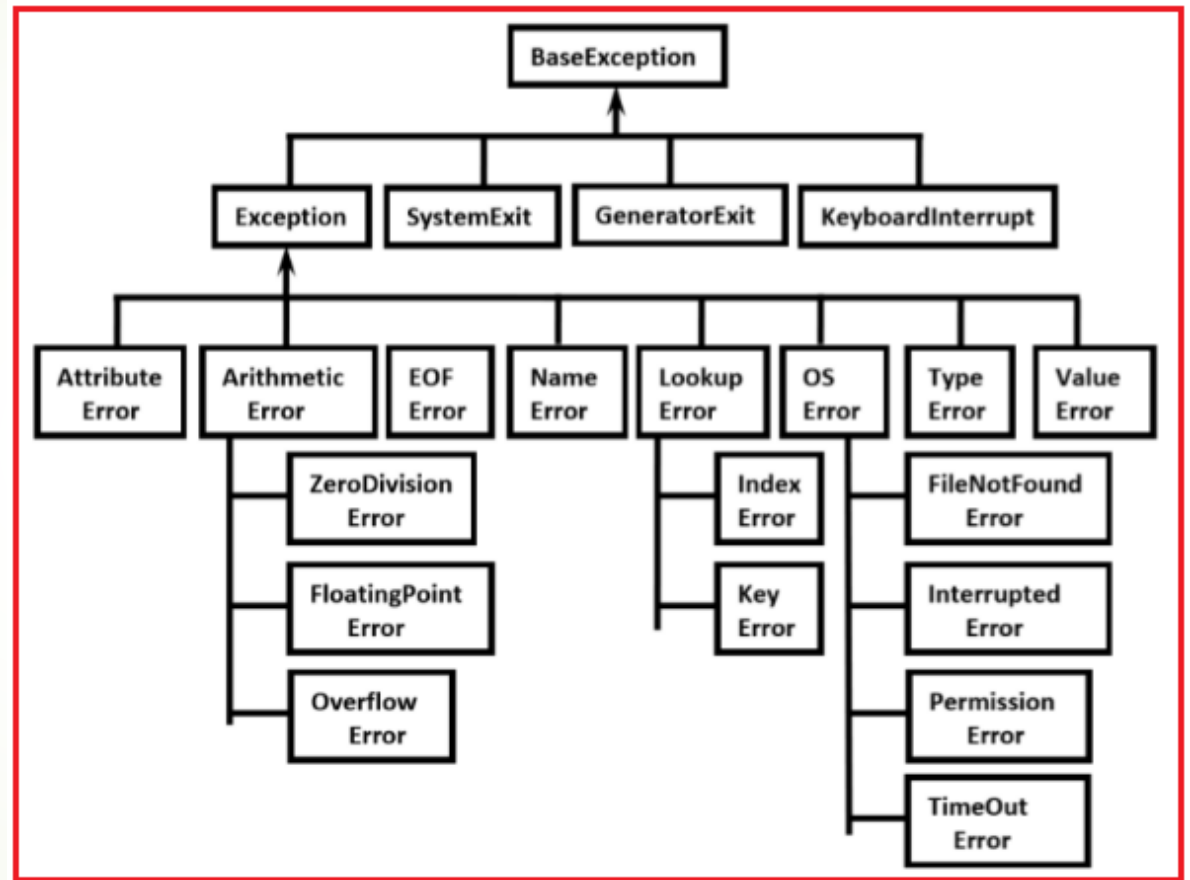 BaseException
Exception
SystemExit
GeneratorExit
KeyboardInterrupt
Attribute
Error
Arithmetic
Error
EOF
Error
Name
Error
Lookup
Error
OS
Error
Type
Error
Value
Error
ZeroDivision
Error
FloatingPoint
Error
Overflow
Error
Index
Error
Key
Error
FileNotFound
Error
Interrupted
Error
Permission
Error
TimeOut
Error